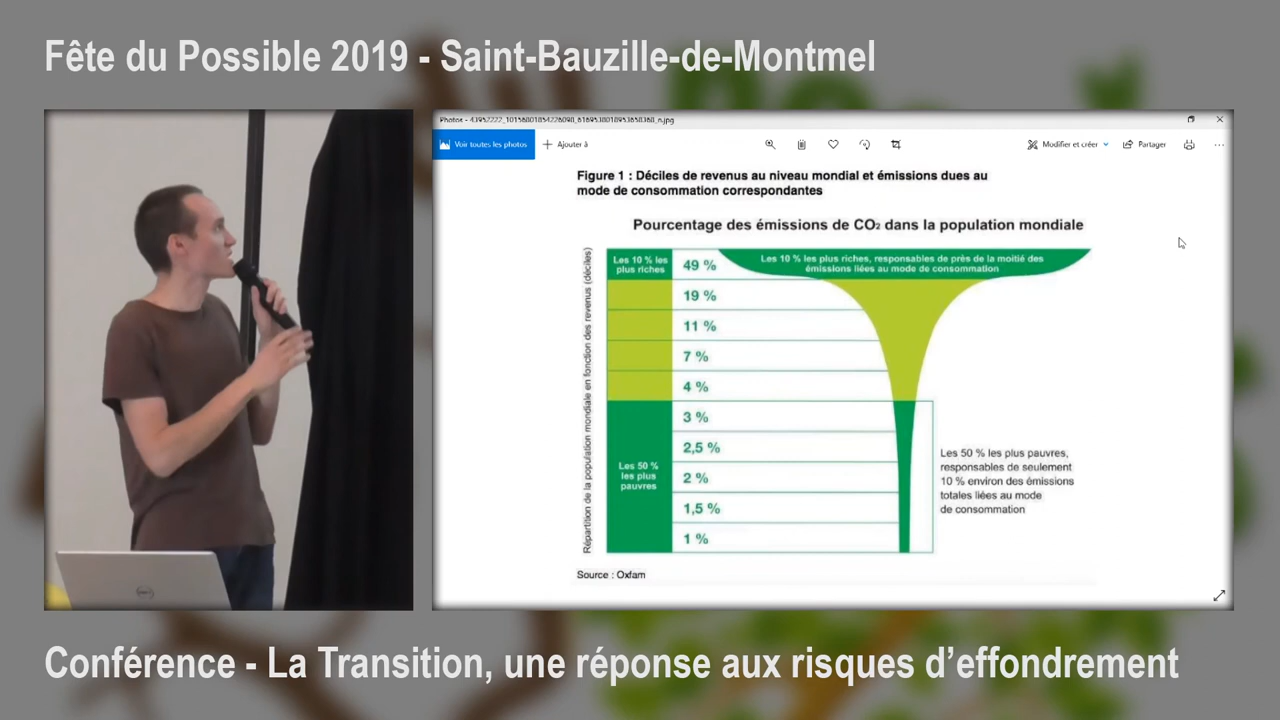 Fête du Possible 2019 - Saint-Bauzille-de-Montmel
Photos - 43952222_10156801854226098_6169538018953658368_n.jpg
Voir toutes les photos
Ajouter à
Modifier et créer
Partager
Figure 1 : Déciles de revenus au niveau mondial et émissions dues au
mode de consommation correspondantes
Pourcentage des émissions de CO₂ dans la population mondiale
Répartition de la population mondiale en fonction des revenus (déciles)
Les 10 % les
plus riches
49 %
Les 10 % les plus riches, responsables de près de la moitié des
émissions liées au mode de consommation
19 %
11 %
7 %
4 %
3 %
2,5 %
2 %
1,5 %
1 %
Les 50 %
les plus
pauvres
Les 50 % les plus pauvres,
responsables de seulement
10 % environ des émissions
totales liées au mode
de consommation
Source : Oxfam
DELL
Conférence - La Transition, une réponse aux risques d’effondrement